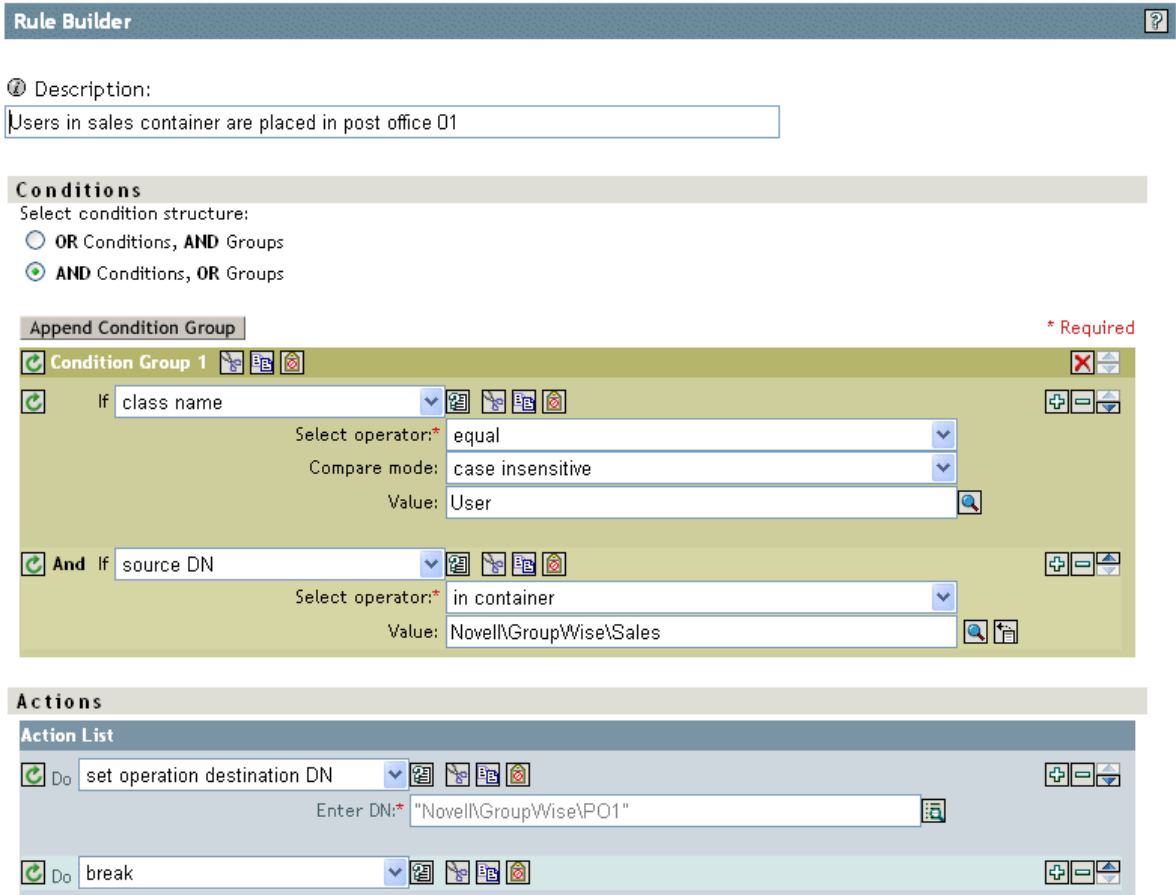 Rule Builder
Description:
Users in sales container are placed in post office 01
Conditions
Select condition structure:
OR Conditions, AND Groups
AND Conditions, OR Groups
Append Condition Group
* Required
Condition Group 1
If class name
Select operator:* equal
Compare mode: case insensitive
Value: User
And If source DN
Select operator:* in container
Value: Novell\GroupWise\Sales
Actions
Action List
Do set operation destination DN
Enter DN:* "Novell\GroupWise\PO1"
Do break